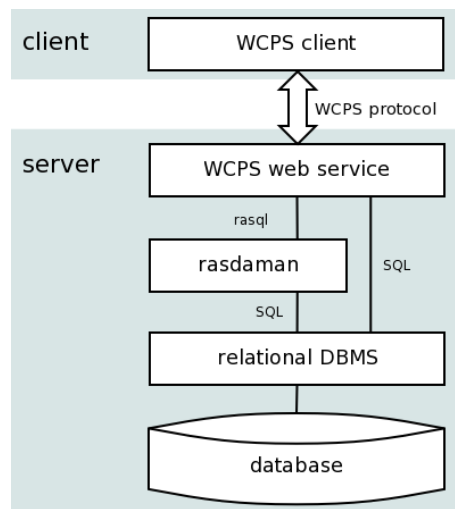 client
WCPS client
WCPS protocol
server
WCPS web service
rasql
rasdaman
SQL
SQL
relational DBMS
database